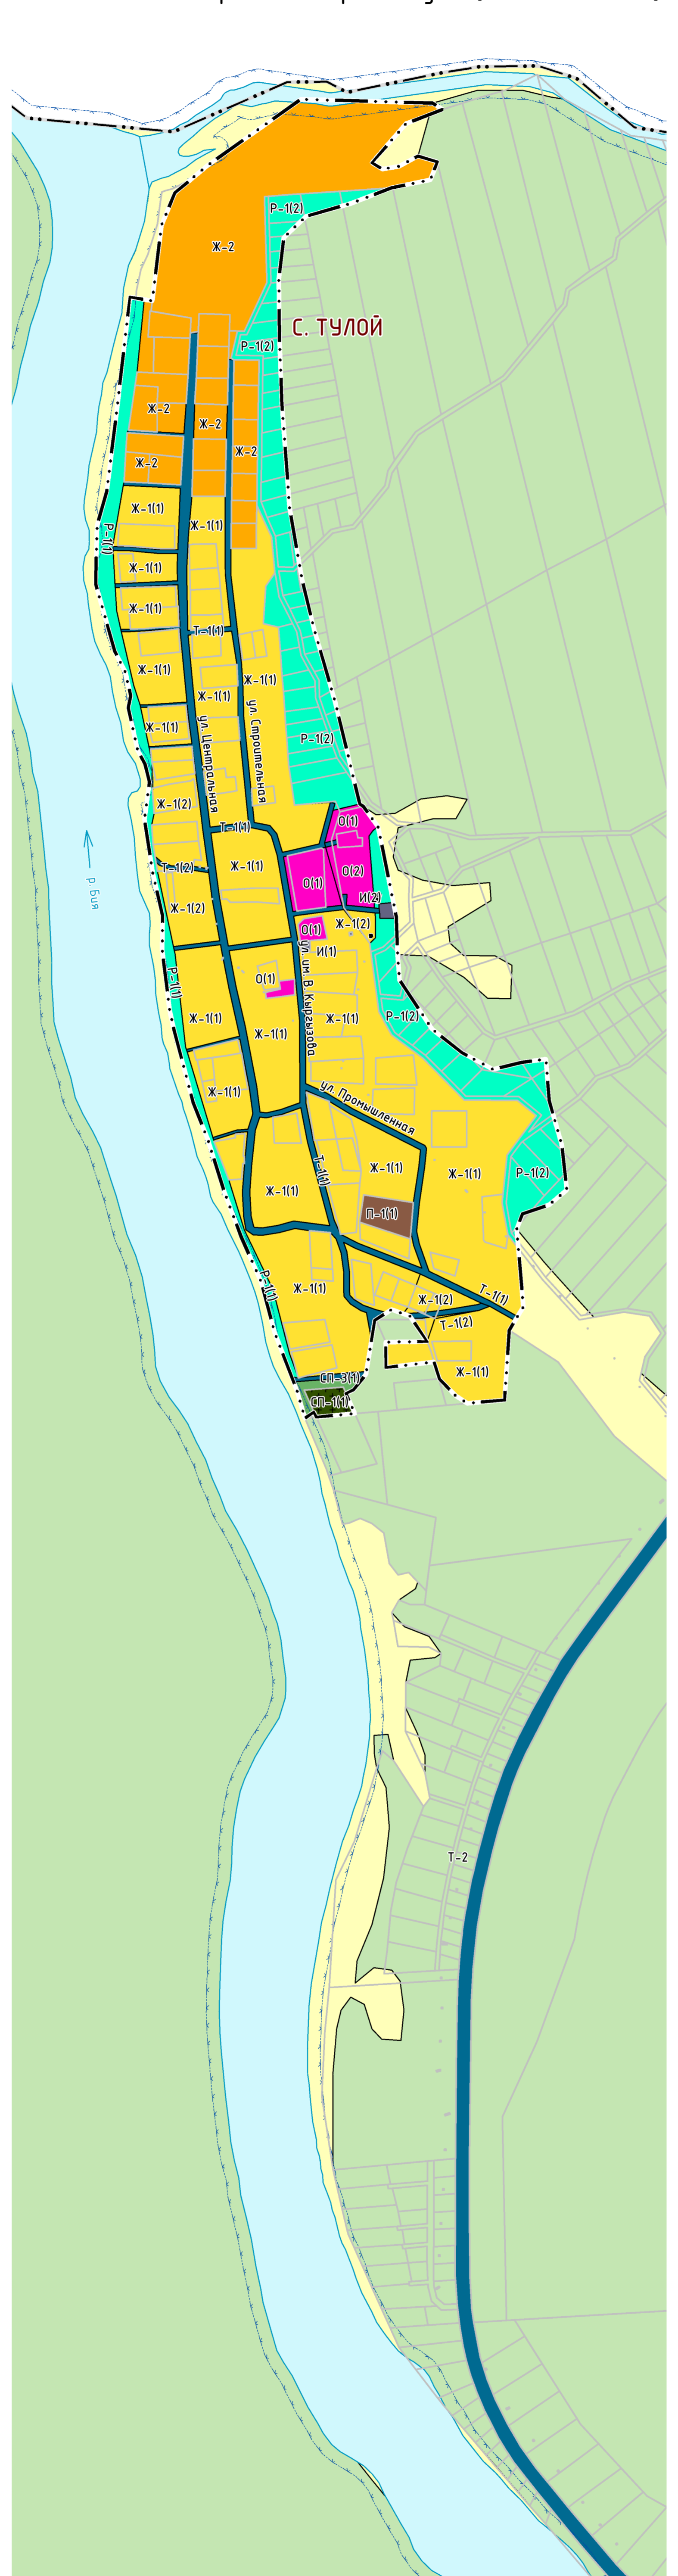 Р-1(2)
Ж-2
С. ТУЛОЙ
Р-1(2)
Ж-2
Ж-2
Ж-2
Ж-2
Ж-1(1)
Ж-1(1)
Р-1(1)
Ж-1(1)
Ж-1(1)
Т-1(1)
Ж-1(1)
Ж-1(1)
Ж-1(1)
Ж-1(1)
ул. Центральная
ул. Строительная
Р-1(2)
Ж-1(2)
О(1)
Т-1(1)
Т-1(2)
Ж-1(1)
О(2)
О(1)
р. Бия
И(2)
Ж-1(2)
Ж-1(2)
О(1)
И(1)
О(1)
Р-1(1)
ул. им. В. Кыргызова
Р-1(2)
Ж-1(1)
Ж-1(1)
Ж-1(1)
Ж-1(1)
ул. Промышленная
Ж-1(1)
Т-1(1)
Ж-1(1)
Р-1(2)
Ж-1(1)
П-1(1)
Р-1(1)
Ж-1(1)
Т-1(1)
Ж-1(2)
Т-1(2)
Ж-1(1)
СП-3(1)
СП-1(1)
Т-2